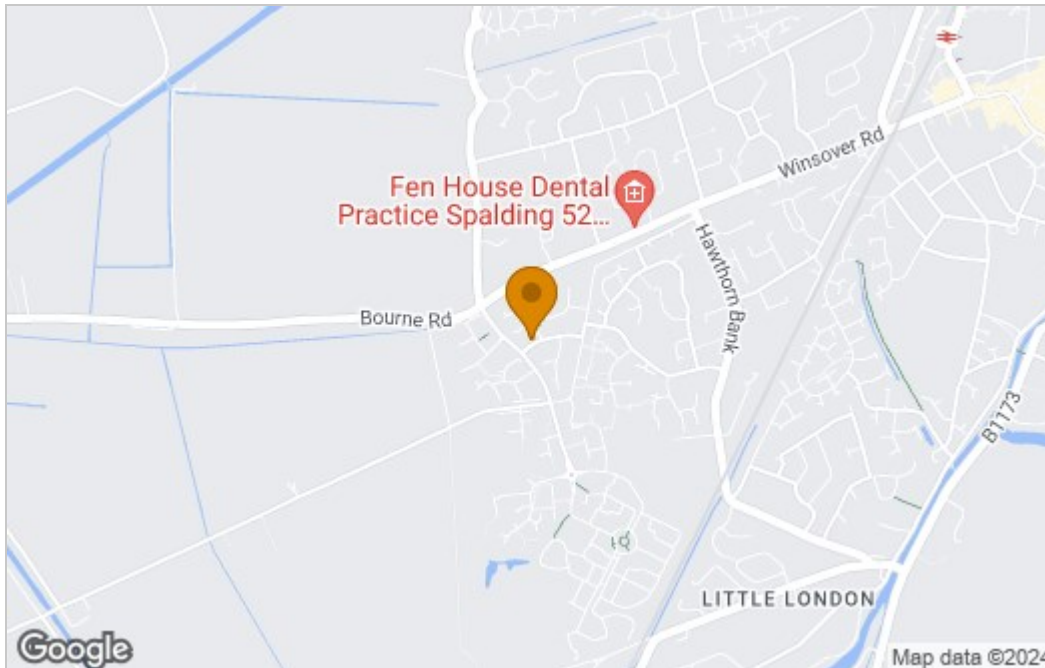 Winsover Rd
Fen House Dental
Practice Spalding 52...
Hawthorn Bank
Bourne Rd
B1173
LITTLE LONDON
Google
Map data ©2024